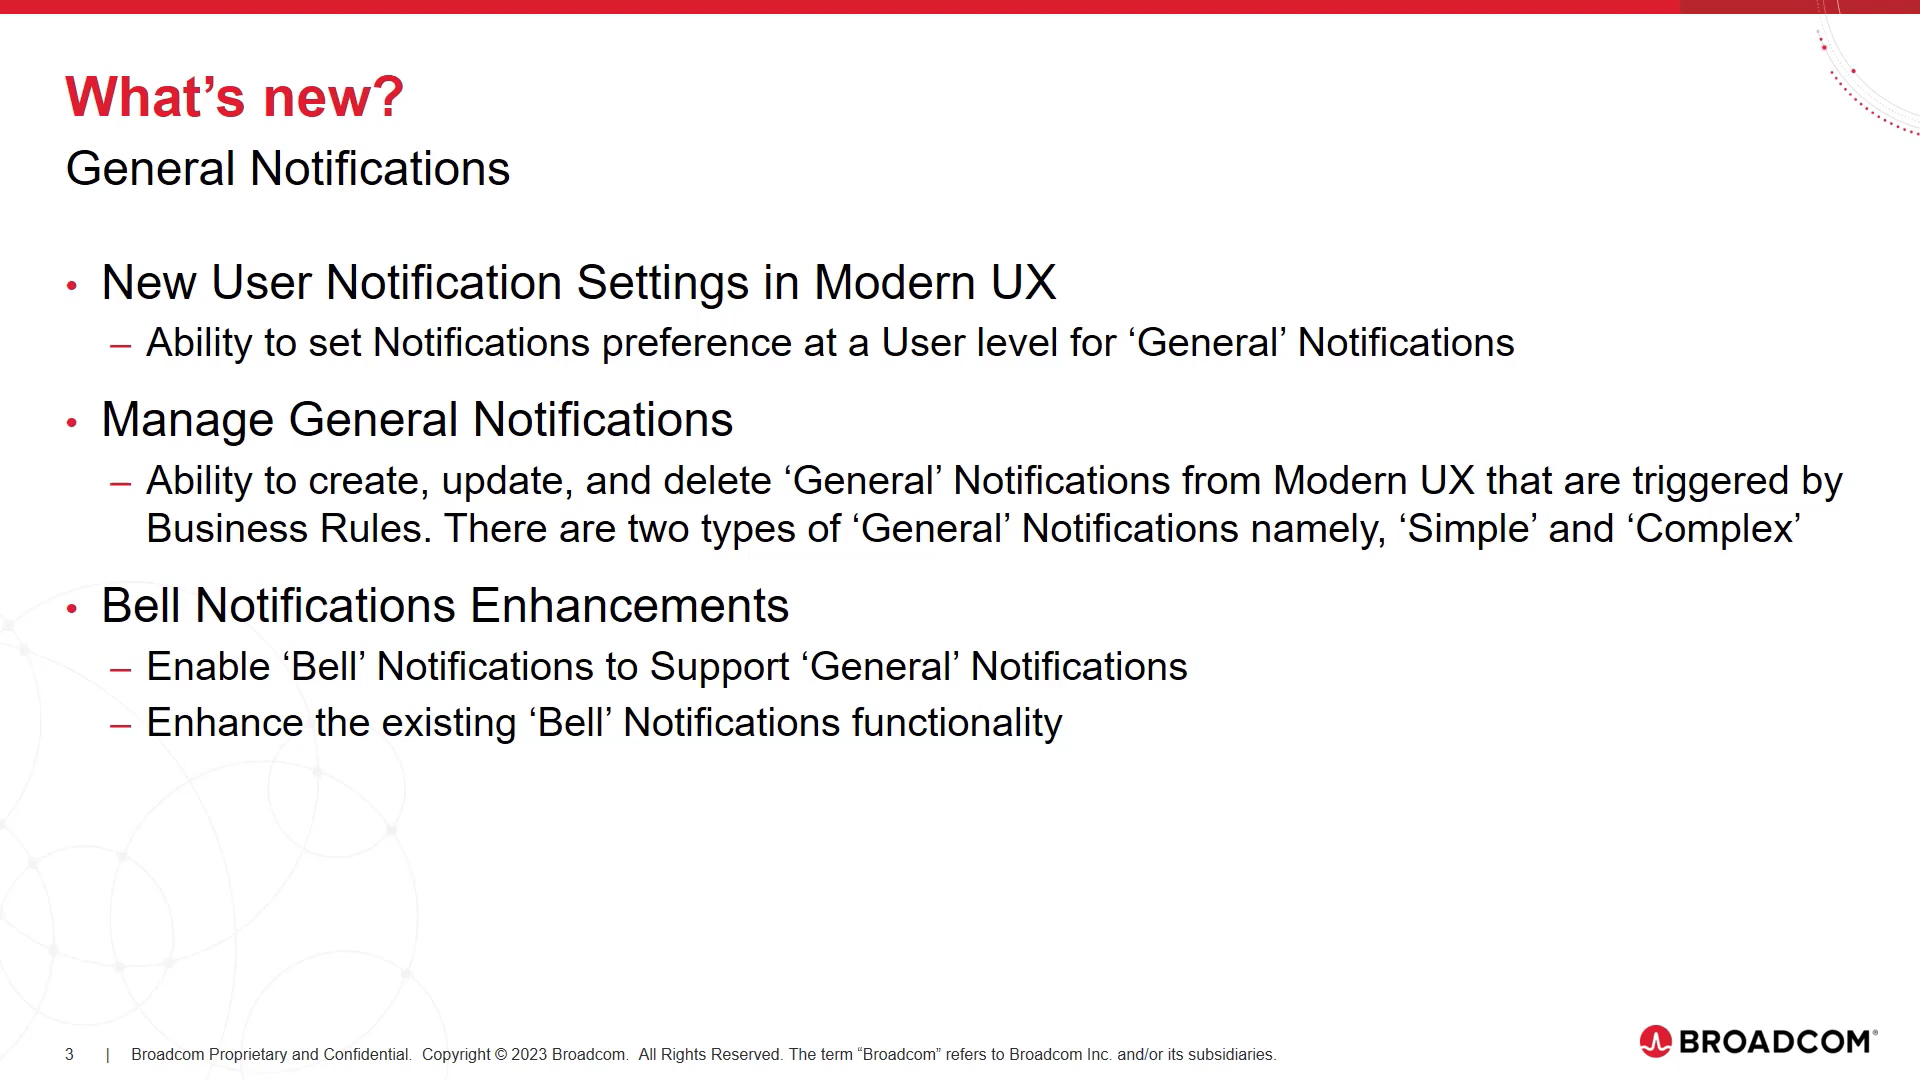 What’s new?
General Notifications
• New User Notification Settings in Modern UX
– Ability to set Notifications preference at a User level for ‘General’ Notifications
• Manage General Notifications
– Ability to create, update, and delete ‘General’ Notifications from Modern UX that are triggered by
Business Rules. There are two types of ‘General’ Notifications namely, ‘Simple’ and ‘Complex’
• Bell Notifications Enhancements
– Enable ‘Bell’ Notifications to Support ‘General’ Notifications
– Enhance the existing ‘Bell’ Notifications functionality
3 | Broadcom Proprietary and Confidential. Copyright © 2023 Broadcom. All Rights Reserved. The term “Broadcom” refers to Broadcom Inc. and/or its subsidiaries.
BROADCOM®